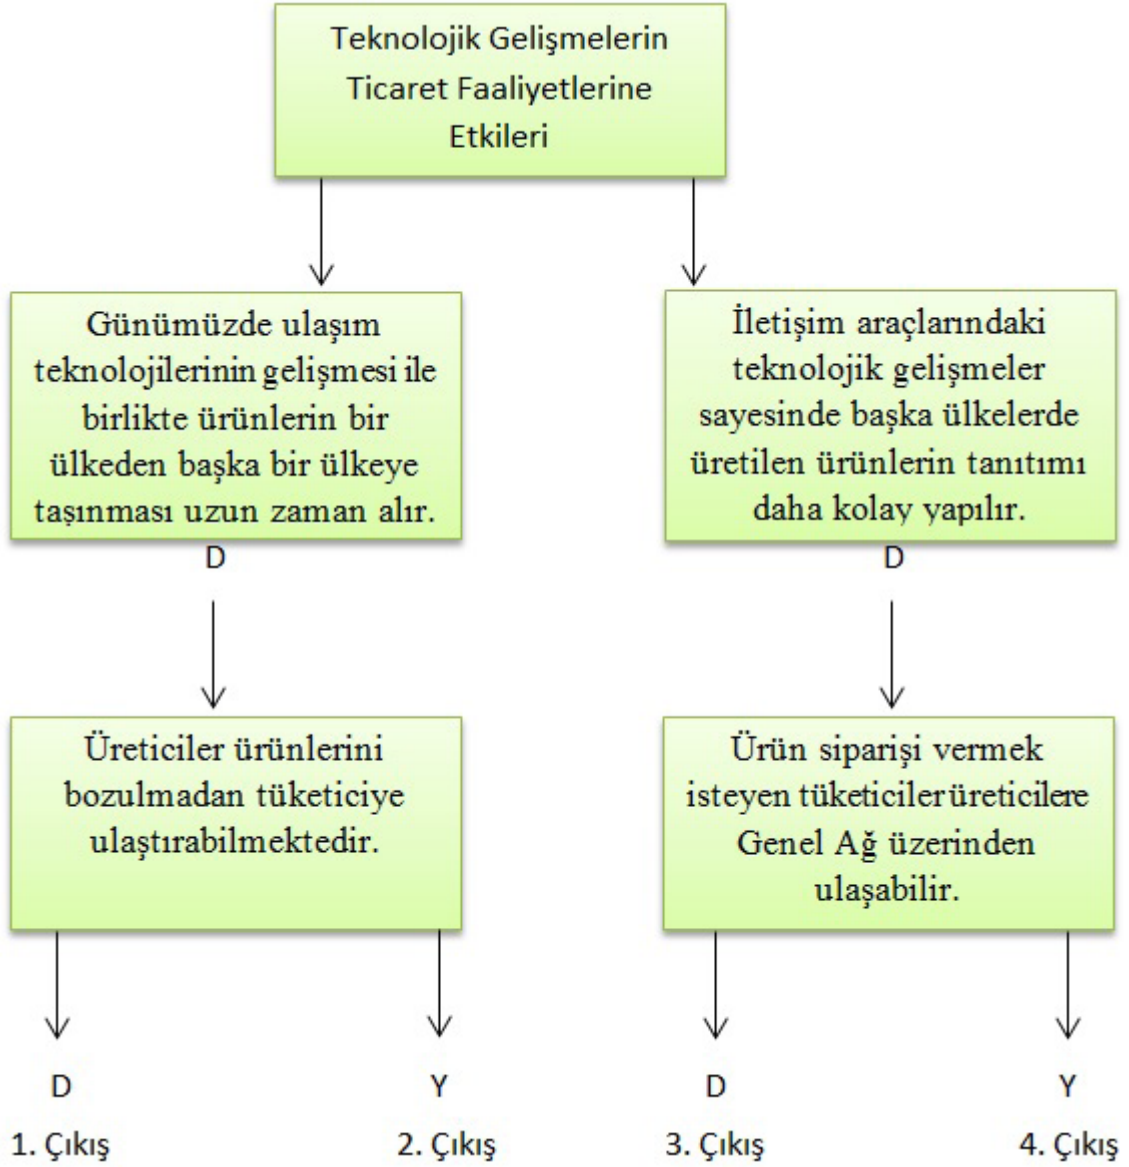 Teknolojik Gelişmelerin
Ticaret Faaliyetlerine
Etkileri
Günümüzde ulaşım
teknolojilerinin gelişmesi ile
birlikte ürünlerin bir
ülkeden başka bir ülkeye
taşınması uzun zaman alır.
D
İletişim araçlarındaki
teknolojik gelişmeler
sayesinde başka ülkelerde
üretilen ürünlerin tanıtımı
daha kolay yapılır.
D
Üreticiler ürünlerini
bozulmadan tüketiciye
ulaştırabilmektedir.
Ürün siparişi vermek
isteyen tüketiciler üreticilere
Genel Ağ üzerinden
ulaşabilir.
D
Y
D
Y
1. Çıkış
2. Çıkış
3. Çıkış
4. Çıkış